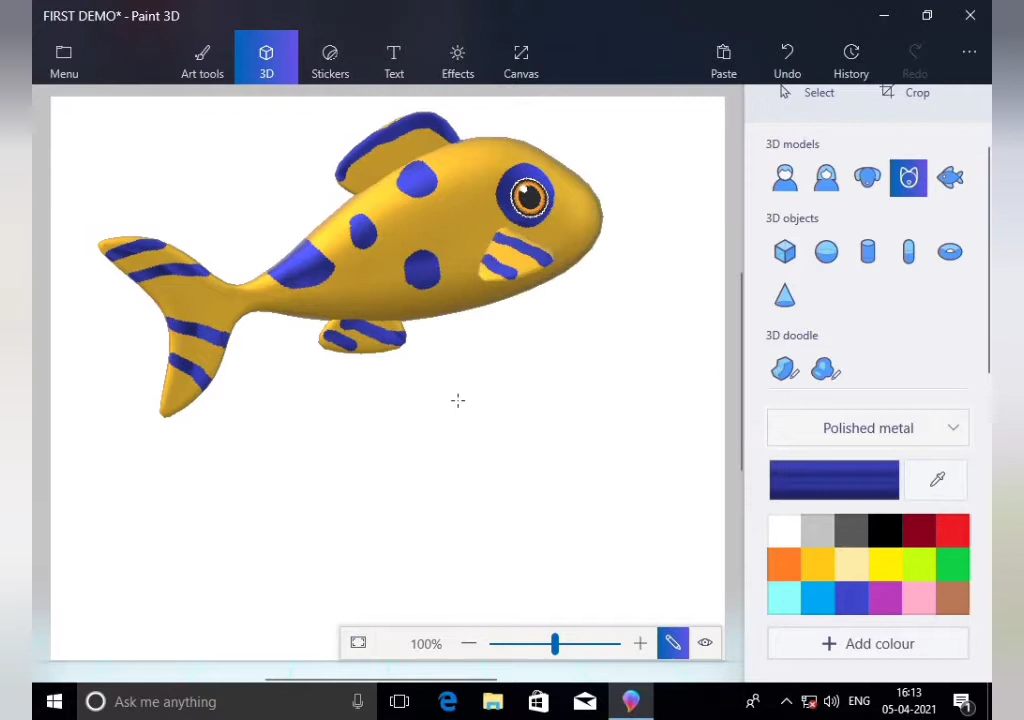 FIRST DEMO* - Paint 3D
Menu
Art tools
3D
Stickers
Text
Effects
Canvas
Paste
Undo
History
Redo
Select
Crop
3D models
3D objects
3D doodle
Polished metal
Add colour
100%
Ask me anything
ENG
16:13
05-04-2021
1